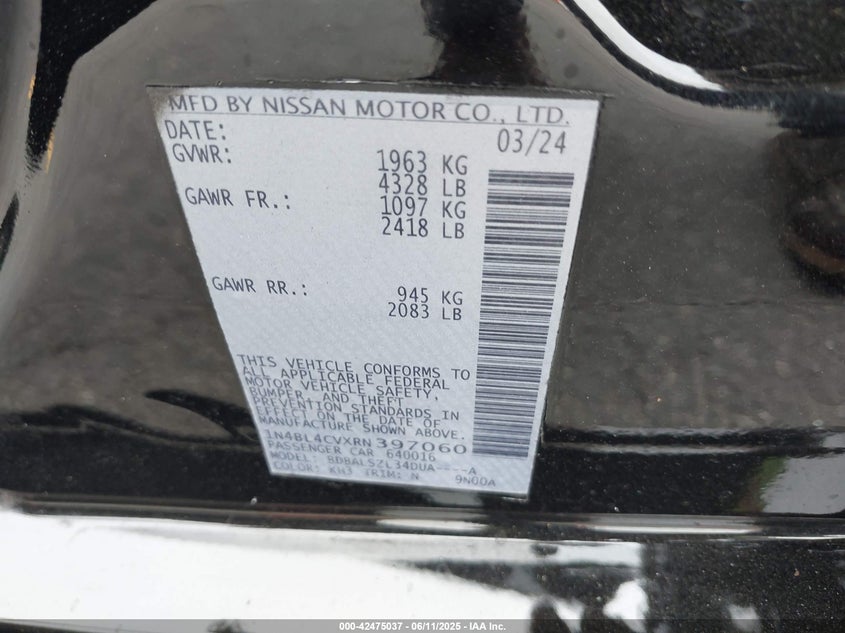 MFD BY NISSAN MOTOR CO., LTD.
DATE: 03/24
GVWR: 1963 KG
4328 LB
GAWR FR.: 1097 KG
2418 LB
GAWR RR.: 945 KG
2083 LB
THIS VEHICLE CONFORMS TO
ALL APPLICABLE FEDERAL
MOTOR VEHICLE SAFETY,
BUMPER, AND THEFT
PREVENTION STANDARDS IN
EFFECT ON THE DATE OF
MANUFACTURE SHOWN ABOVE.
1N4BL4CVXRN397060
PASSENGER CAR 640016
MODEL: BDBALSZL34DUA----A
COLOR: KH3 TRIM: N 9N00A
000-42475037 - 06/11/2025 - IAA Inc.